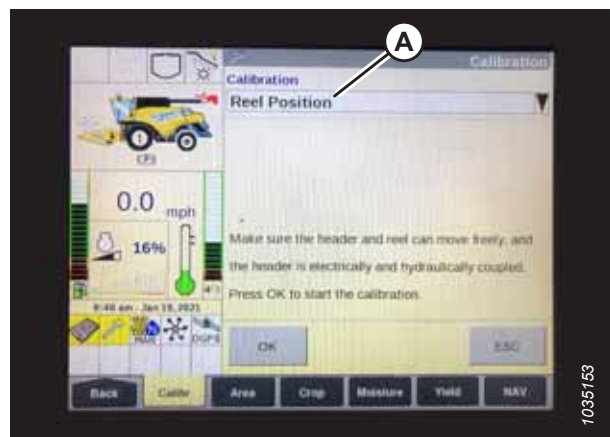 A
Calibration
Calibration
Reel Position
0.0 mph
16%
Make sure the header and reel can move freely, and
the header is electrically and hydraulically coupled.
Press OK to start the calibration.
9:48 am - Jan 19, 2021
MAN
DGPS
OK
ESC
Back
Calibr
Area
Crop
Moisture
Yield
NAV
1035153